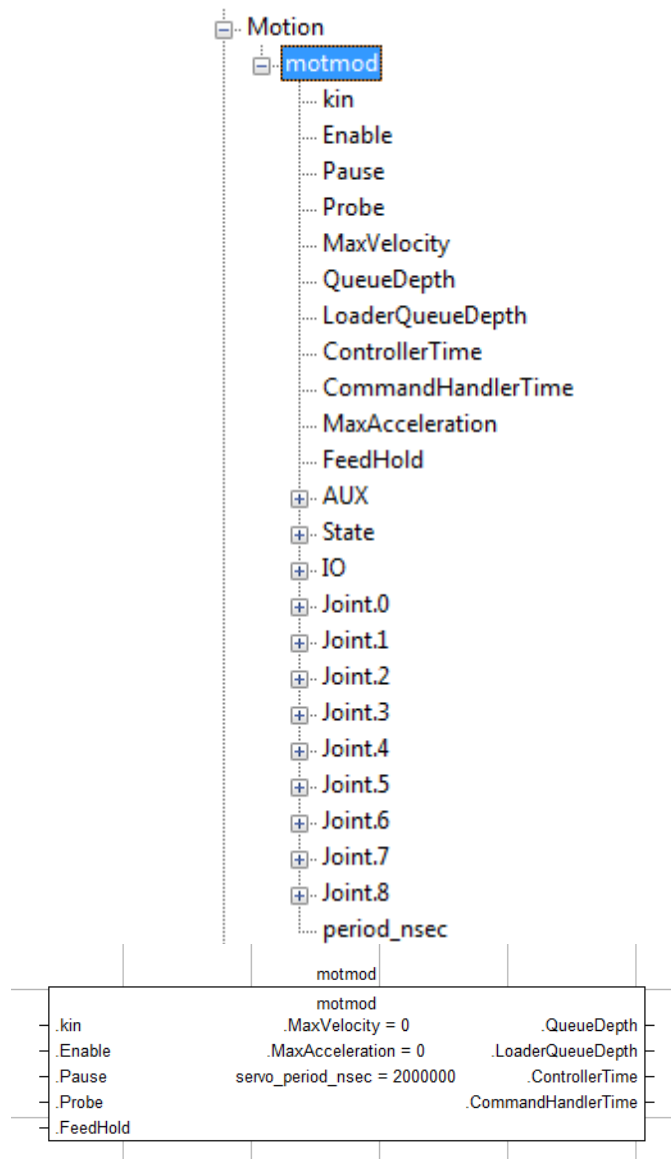 Motion
motmod
kin
Enable
Pause
Probe
MaxVelocity
QueueDepth
LoaderQueueDepth
ControllerTime
CommandHandlerTime
MaxAcceleration
FeedHold
AUX
State
IO
Joint.0
Joint.1
Joint.2
Joint.3
Joint.4
Joint.5
Joint.6
Joint.7
Joint.8
period_nsec
motmod
motmod
.kin .MaxVelocity = 0 .QueueDepth
.Enable .MaxAcceleration = 0 .LoaderQueueDepth
.Pause servo_period_nsec = 2000000 .ControllerTime
.Probe .CommandHandlerTime
.FeedHold